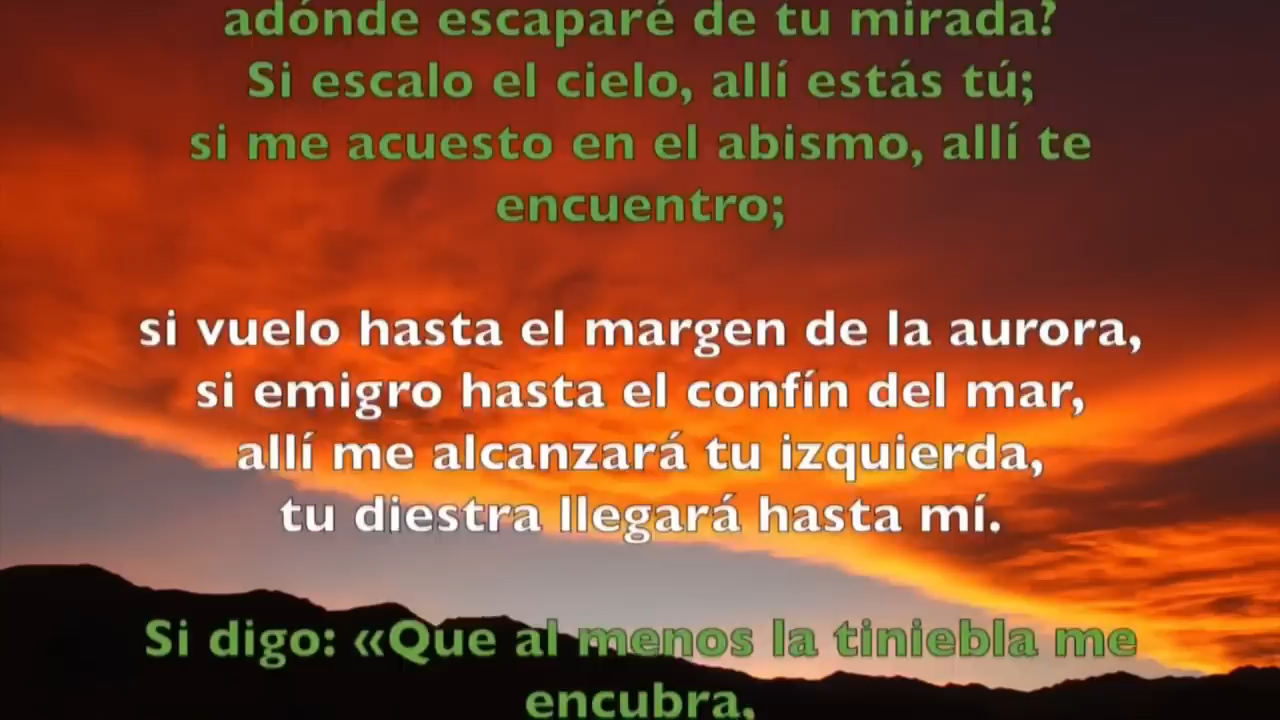 adónde escaparé de tu mirada?
Si escalo el cielo, allí estás tú;
si me acuesto en el abismo, allí te
encuentro;
si vuelo hasta el margen de la aurora,
si emigro hasta el confín del mar,
allí me alcanzará tu izquierda,
tu diestra llegará hasta mí.
Si digo: «Que al menos la tiniebla me
encubra,